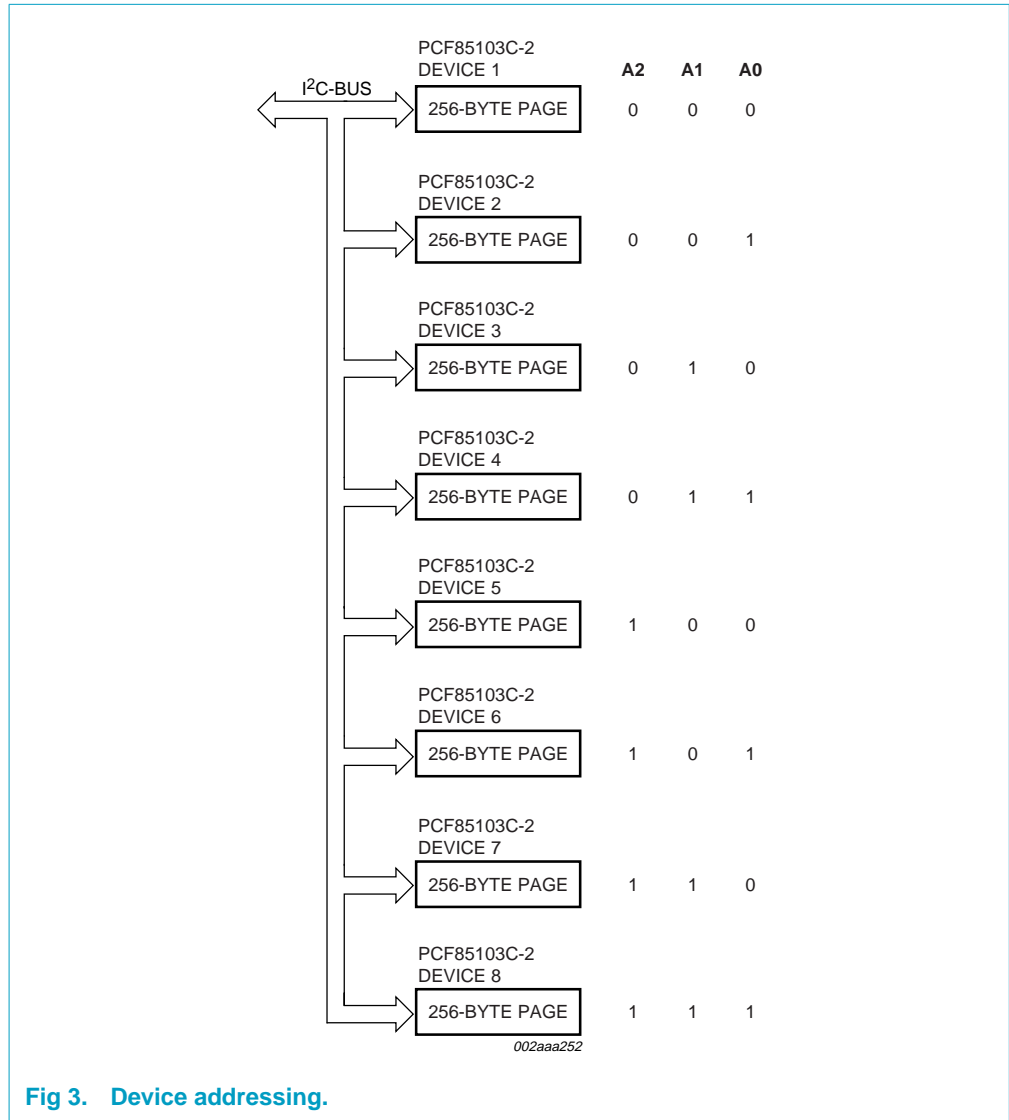 PCF85103C-2
DEVICE 1 A2 A1 A0
I2C-BUS
256-BYTE PAGE 0 0 0
PCF85103C-2
DEVICE 2
256-BYTE PAGE 0 0 1
PCF85103C-2
DEVICE 3
256-BYTE PAGE 0 1 0
PCF85103C-2
DEVICE 4
256-BYTE PAGE 0 1 1
PCF85103C-2
DEVICE 5
256-BYTE PAGE 1 0 0
PCF85103C-2
DEVICE 6
256-BYTE PAGE 1 0 1
PCF85103C-2
DEVICE 7
256-BYTE PAGE 1 1 0
PCF85103C-2
DEVICE 8
256-BYTE PAGE 1 1 1
002aaa252
Fig 3. Device addressing.